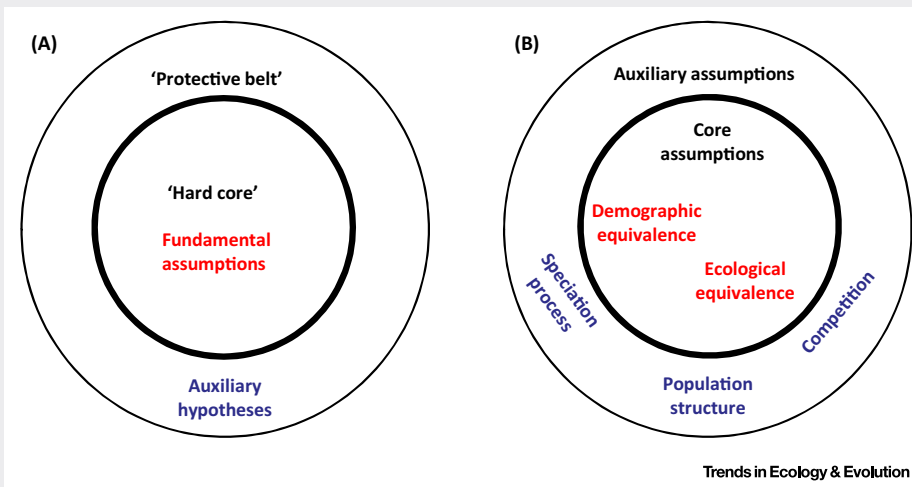 (A)
‘Protective belt’
‘Hard core’
Fundamental
assumptions
Auxiliary
hypotheses
(B)
Auxiliary assumptions
Core
assumptions
Demographic
equivalence
Ecological
equivalence
Speciation
process
Competition
Population
structure
Trends in Ecology & Evolution